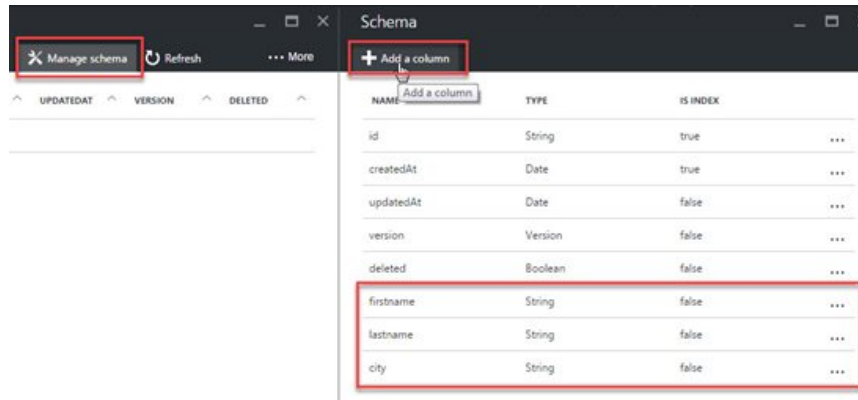 Schema
Manage schema Refresh ... More
Add a column
Add a column
UPDATEDAT VERSION DELETED
NAME TYPE IS INDEX
id String true ...
createdAt Date true ...
updatedAt Date false ...
version Version false ...
deleted Boolean false ...
firstname String false ...
lastname String false ...
city String false ...